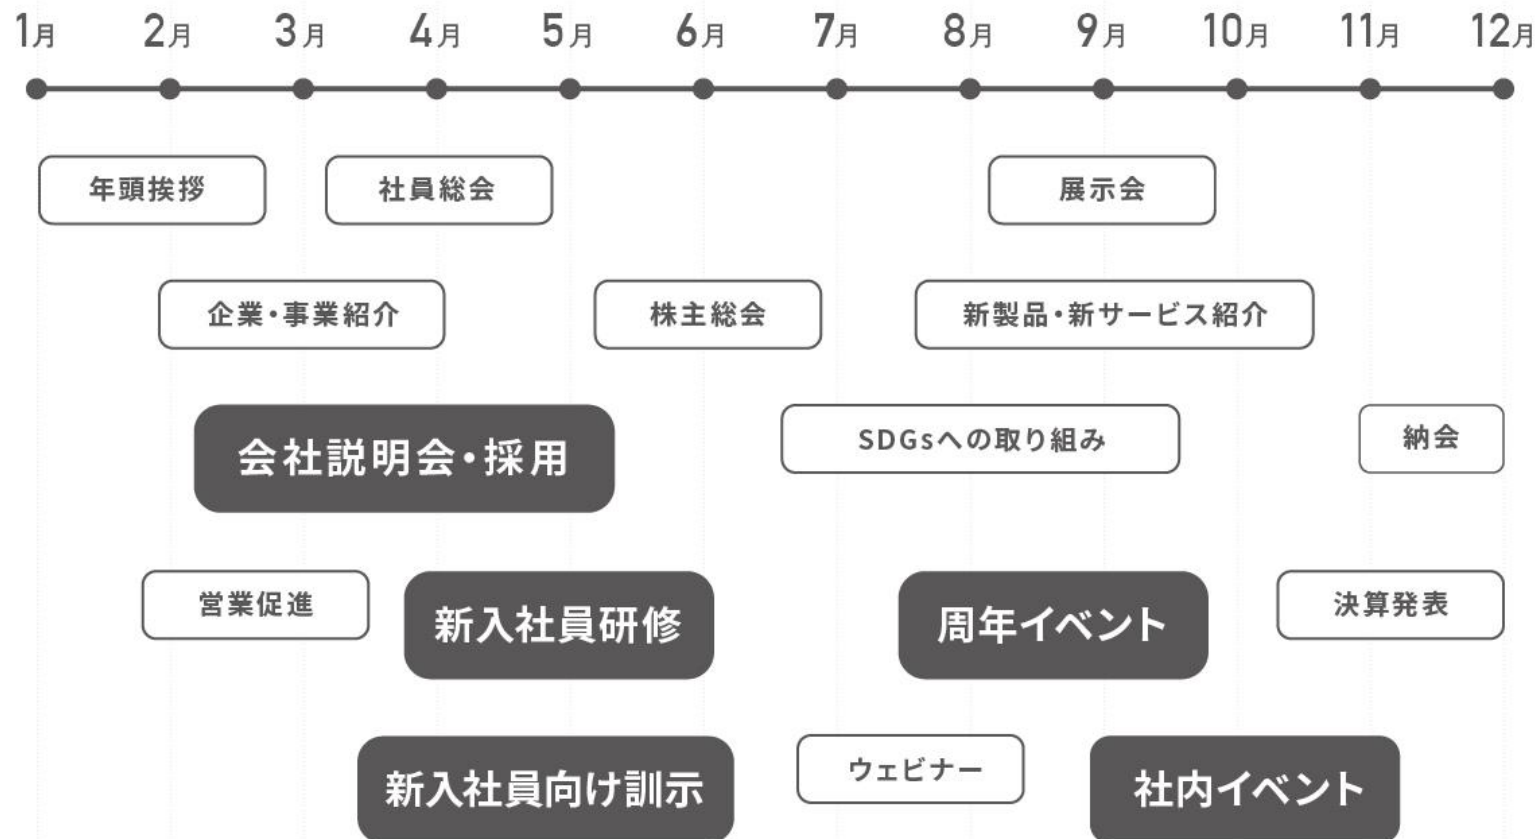 1月 2月 3月 4月 5月 6月 7月 8月 9月 10月 11月 12月
年頭挨拶 社員総会 展示会
企業・事業紹介 株主総会 新製品・新サービス紹介
会社説明会・採用 SDGsへの取り組み 納会
営業促進 新入社員研修 周年イベント 決算発表
新入社員向け訓示 ウェビナー 社内イベント